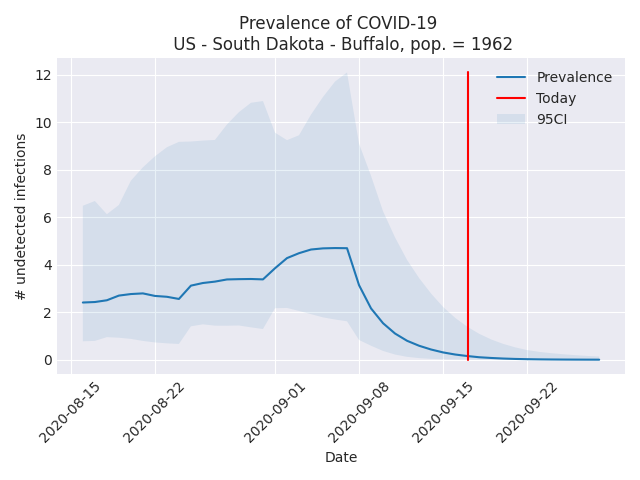 Prevalence of COVID-19
US - South Dakota - Buffalo, pop. = 1962
Prevalence
Today
95CI
# undetected infections
12
10
8
6
4
2
0
2020-08-15
2020-08-22
2020-09-01
2020-09-08
2020-09-15
2020-09-22
Date